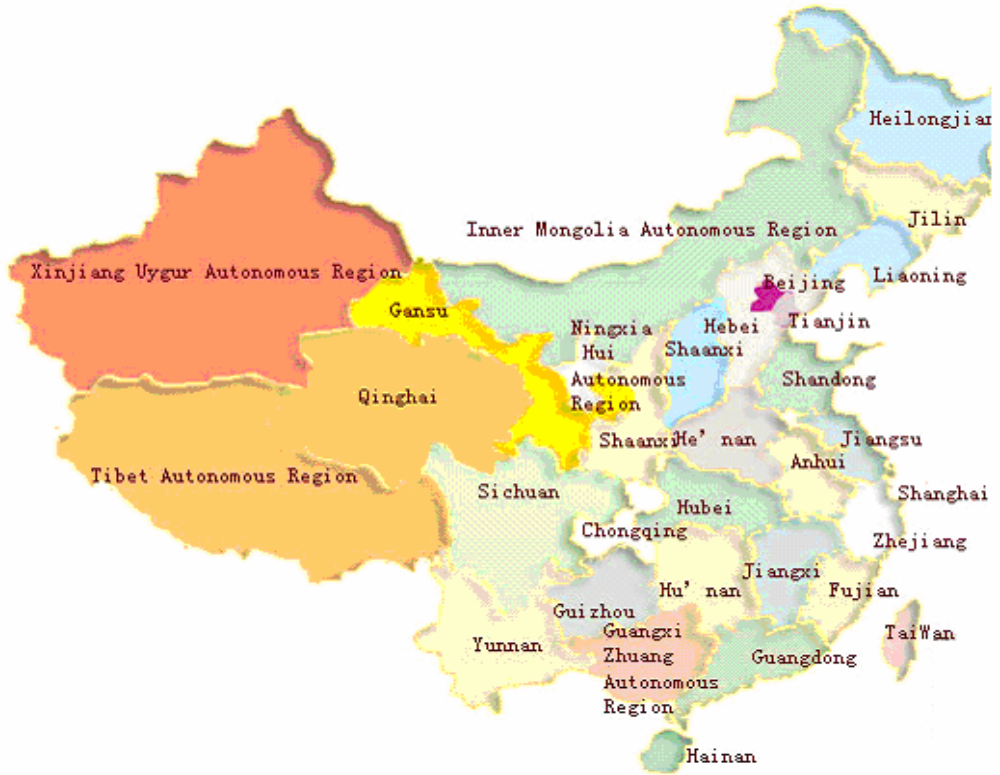 Heilongjian
Jilin
Inner Mongolia Autonomous Region
Xinjiang Uygur Autonomous Region
Liaoning
Beijing
Gansu
Tianjin
Hebei
Ningxia
Hui
Autonomous
Region
Shaanxi
Shandong
Qinghai
Shaanxi
He' nan
Jiangsu
Anhui
Tibet Autonomous Region
Sichuan
Shanghai
Hubei
Chongqing
Zhejiang
Jiangxi
Hu' nan
Fujian
Guizhou
Guangxi
Zhuang
Autonomous
Region
TaiWan
Yunnan
Guangdong
Hainan